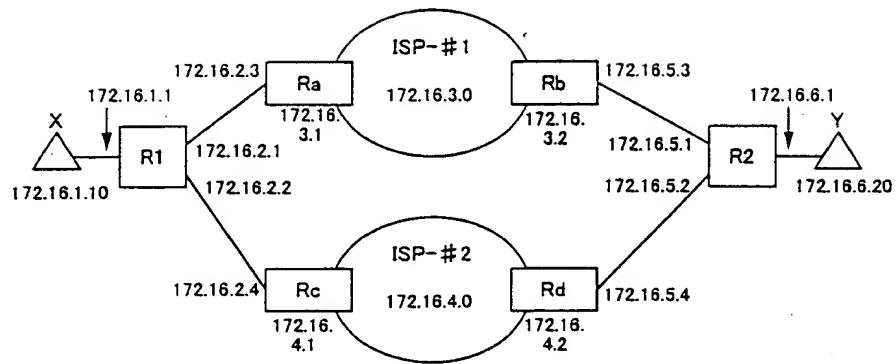 ISP-#1
172.16.2.3
Ra
172.16.3.0
Rb
172.16.5.3
172.16.1.1
172.16.
3.1
172.16.
3.2
172.16.6.1
X
R1
172.16.2.1
172.16.5.1
R2
Y
172.16.1.10
172.16.2.2
172.16.5.2
172.16.6.20
ISP-#2
172.16.2.4
Rc
172.16.4.0
Rd
172.16.5.4
172.16.
4.1
172.16.
4.2